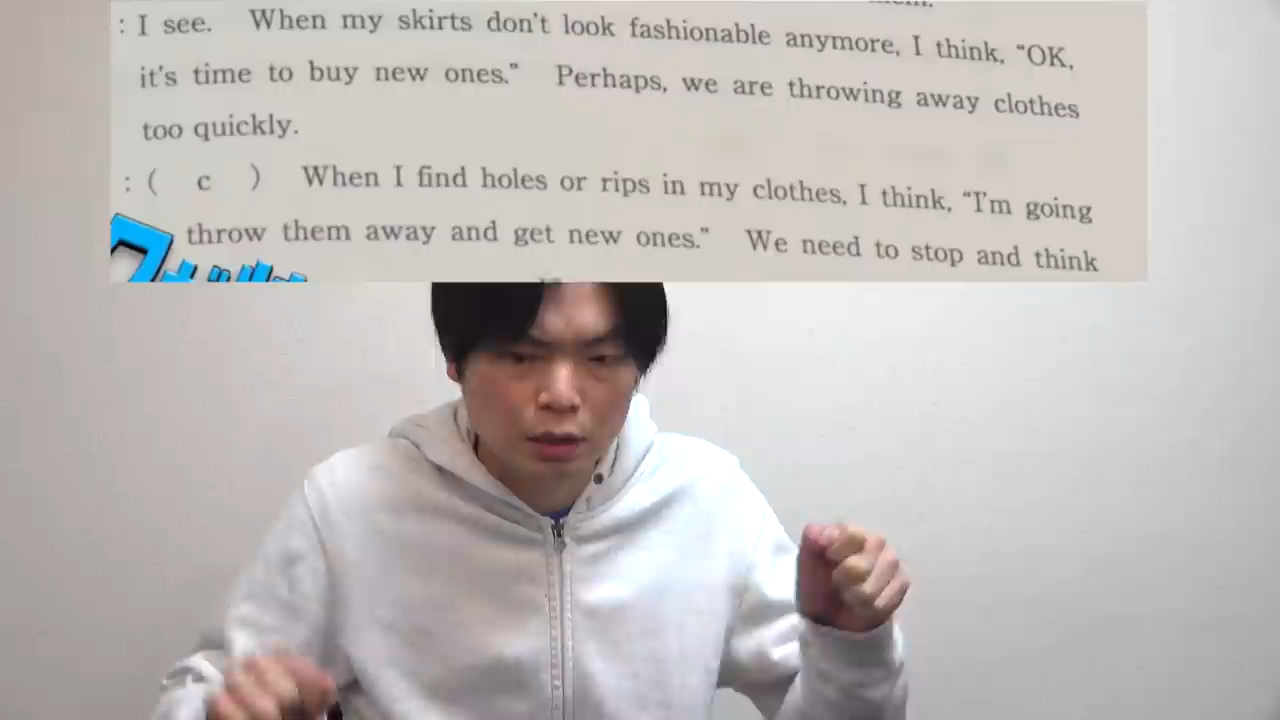 : I see. When my skirts don't look fashionable anymore, I think, "OK,
it's time to buy new ones." Perhaps, we are throwing away clothes
too quickly.
: ( c ) When I find holes or rips in my clothes, I think, "I'm going
throw them away and get new ones." We need to stop and think